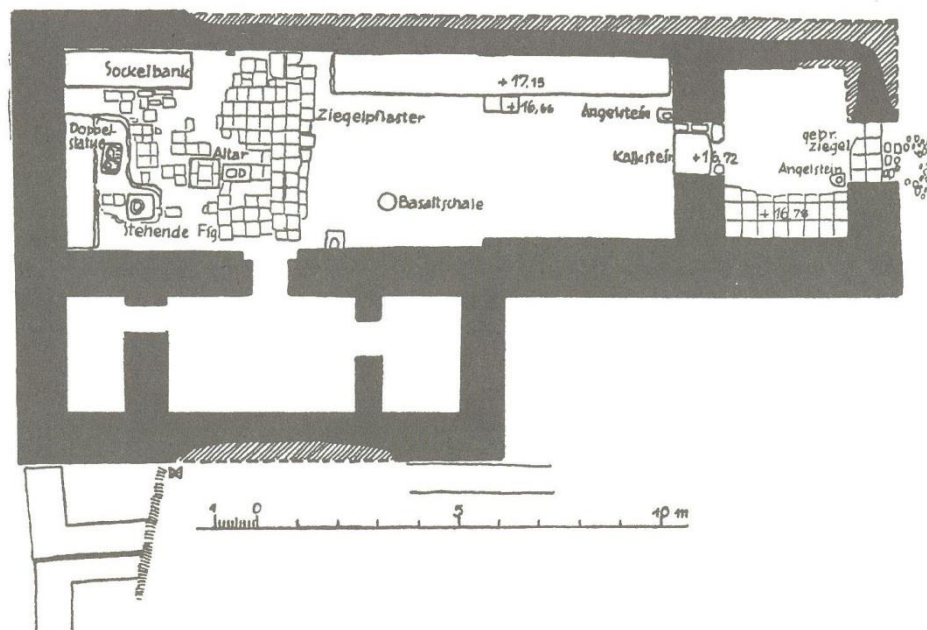 Sockelbank
+ 17,15
+ 16,66
Ziegelpflaster
Angelstein
Doppel-
statue
Altar
Kalkstein
+ 16,72
gebr.
ziegel
Angelstein
Basaltschale
Stehende Fig.
+ 16,78
1 0 5 10 m